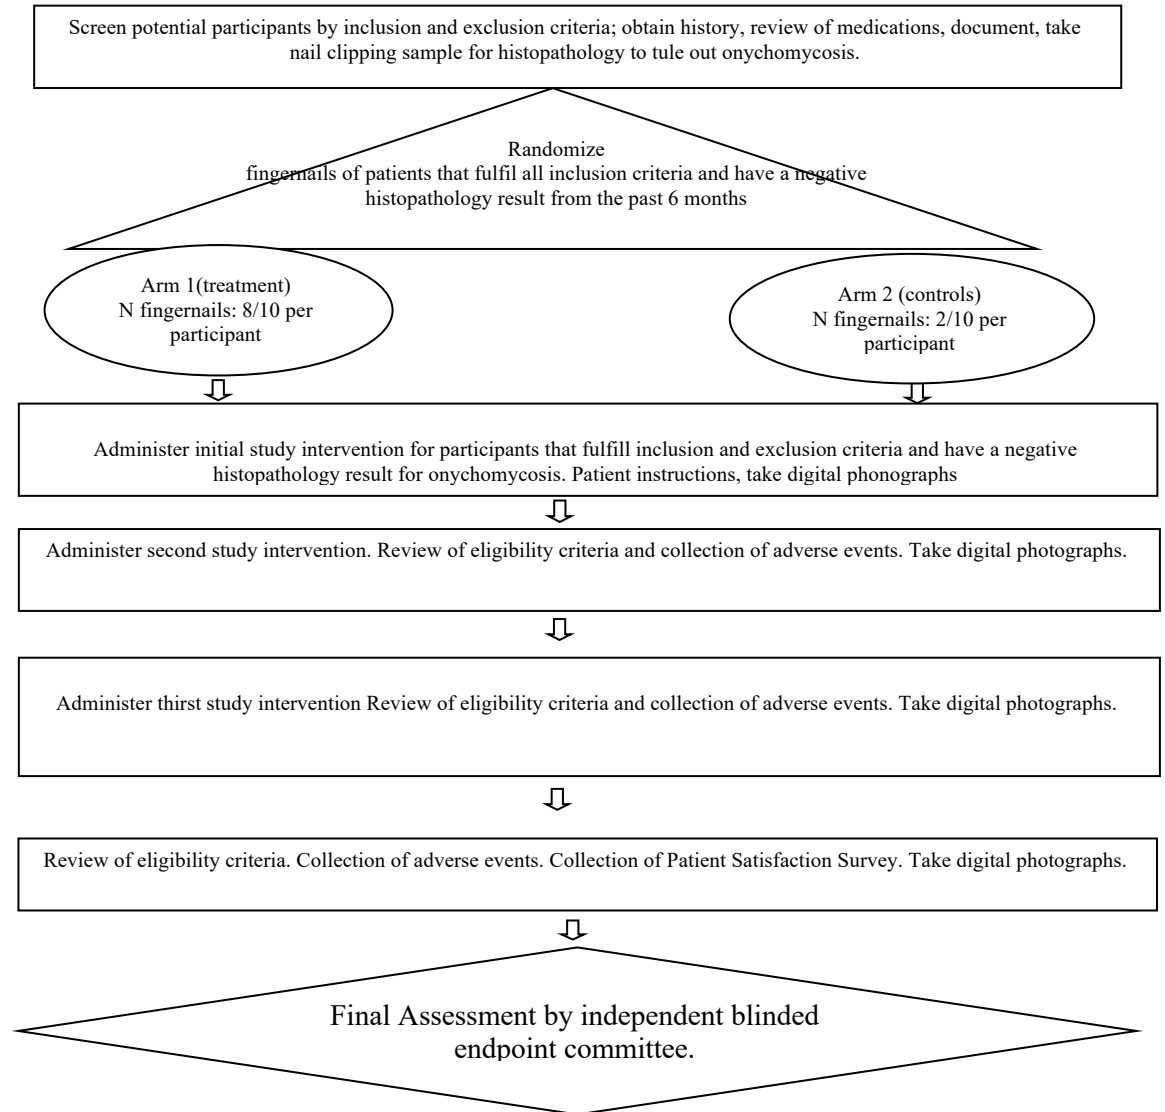 Screen potential participants by inclusion and exclusion criteria; obtain history, review of medications, document, take
nail clipping sample for histopathology to tule out onychomycosis.
Randomize
fingernails of patients that fulfil all inclusion criteria and have a negative
histopathology result from the past 6 months
Arm 1(treatment)
N fingernails: 8/10 per
participant
Arm 2 (controls)
N fingernails: 2/10 per
participant
Administer initial study intervention for participants that fulfill inclusion and exclusion criteria and have a negative
histopathology result for onychomycosis. Patient instructions, take digital phonographs
Administer second study intervention. Review of eligibility criteria and collection of adverse events. Take digital photographs.
Administer thirst study intervention Review of eligibility criteria and collection of adverse events. Take digital photographs.
Review of eligibility criteria. Collection of adverse events. Collection of Patient Satisfaction Survey. Take digital photographs.
Final Assessment by independent blinded
endpoint committee.